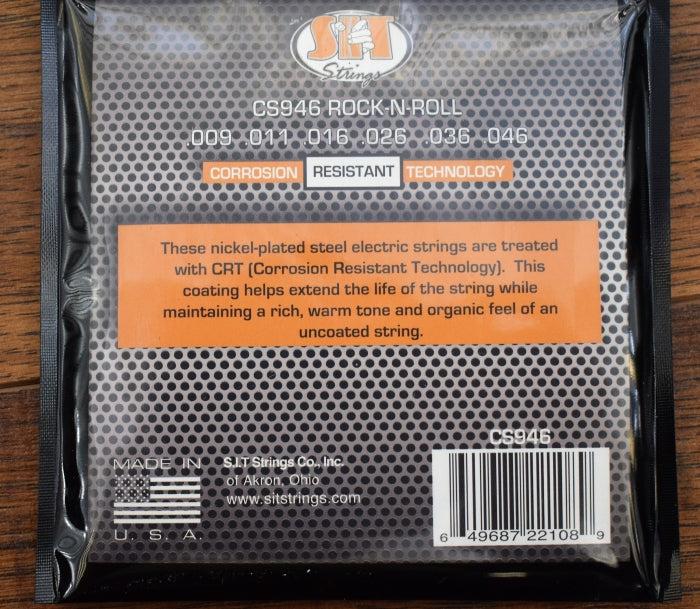 SIT
Strings
CS946 ROCK-N-ROLL
.009 .011 .016 .026 .036 .046
CORROSION RESISTANT TECHNOLOGY
These nickel-plated steel electric strings are treated
with CRT (Corrosion Resistant Technology). This
coating helps extend the life of the string while
maintaining a rich, warm tone and organic feel of an
uncoated string.
CS946
MADE IN
U. S. A.
S.I.T Strings Co., Inc.
of Akron, Ohio
www.sitstrings.com
6 49687 22108 9